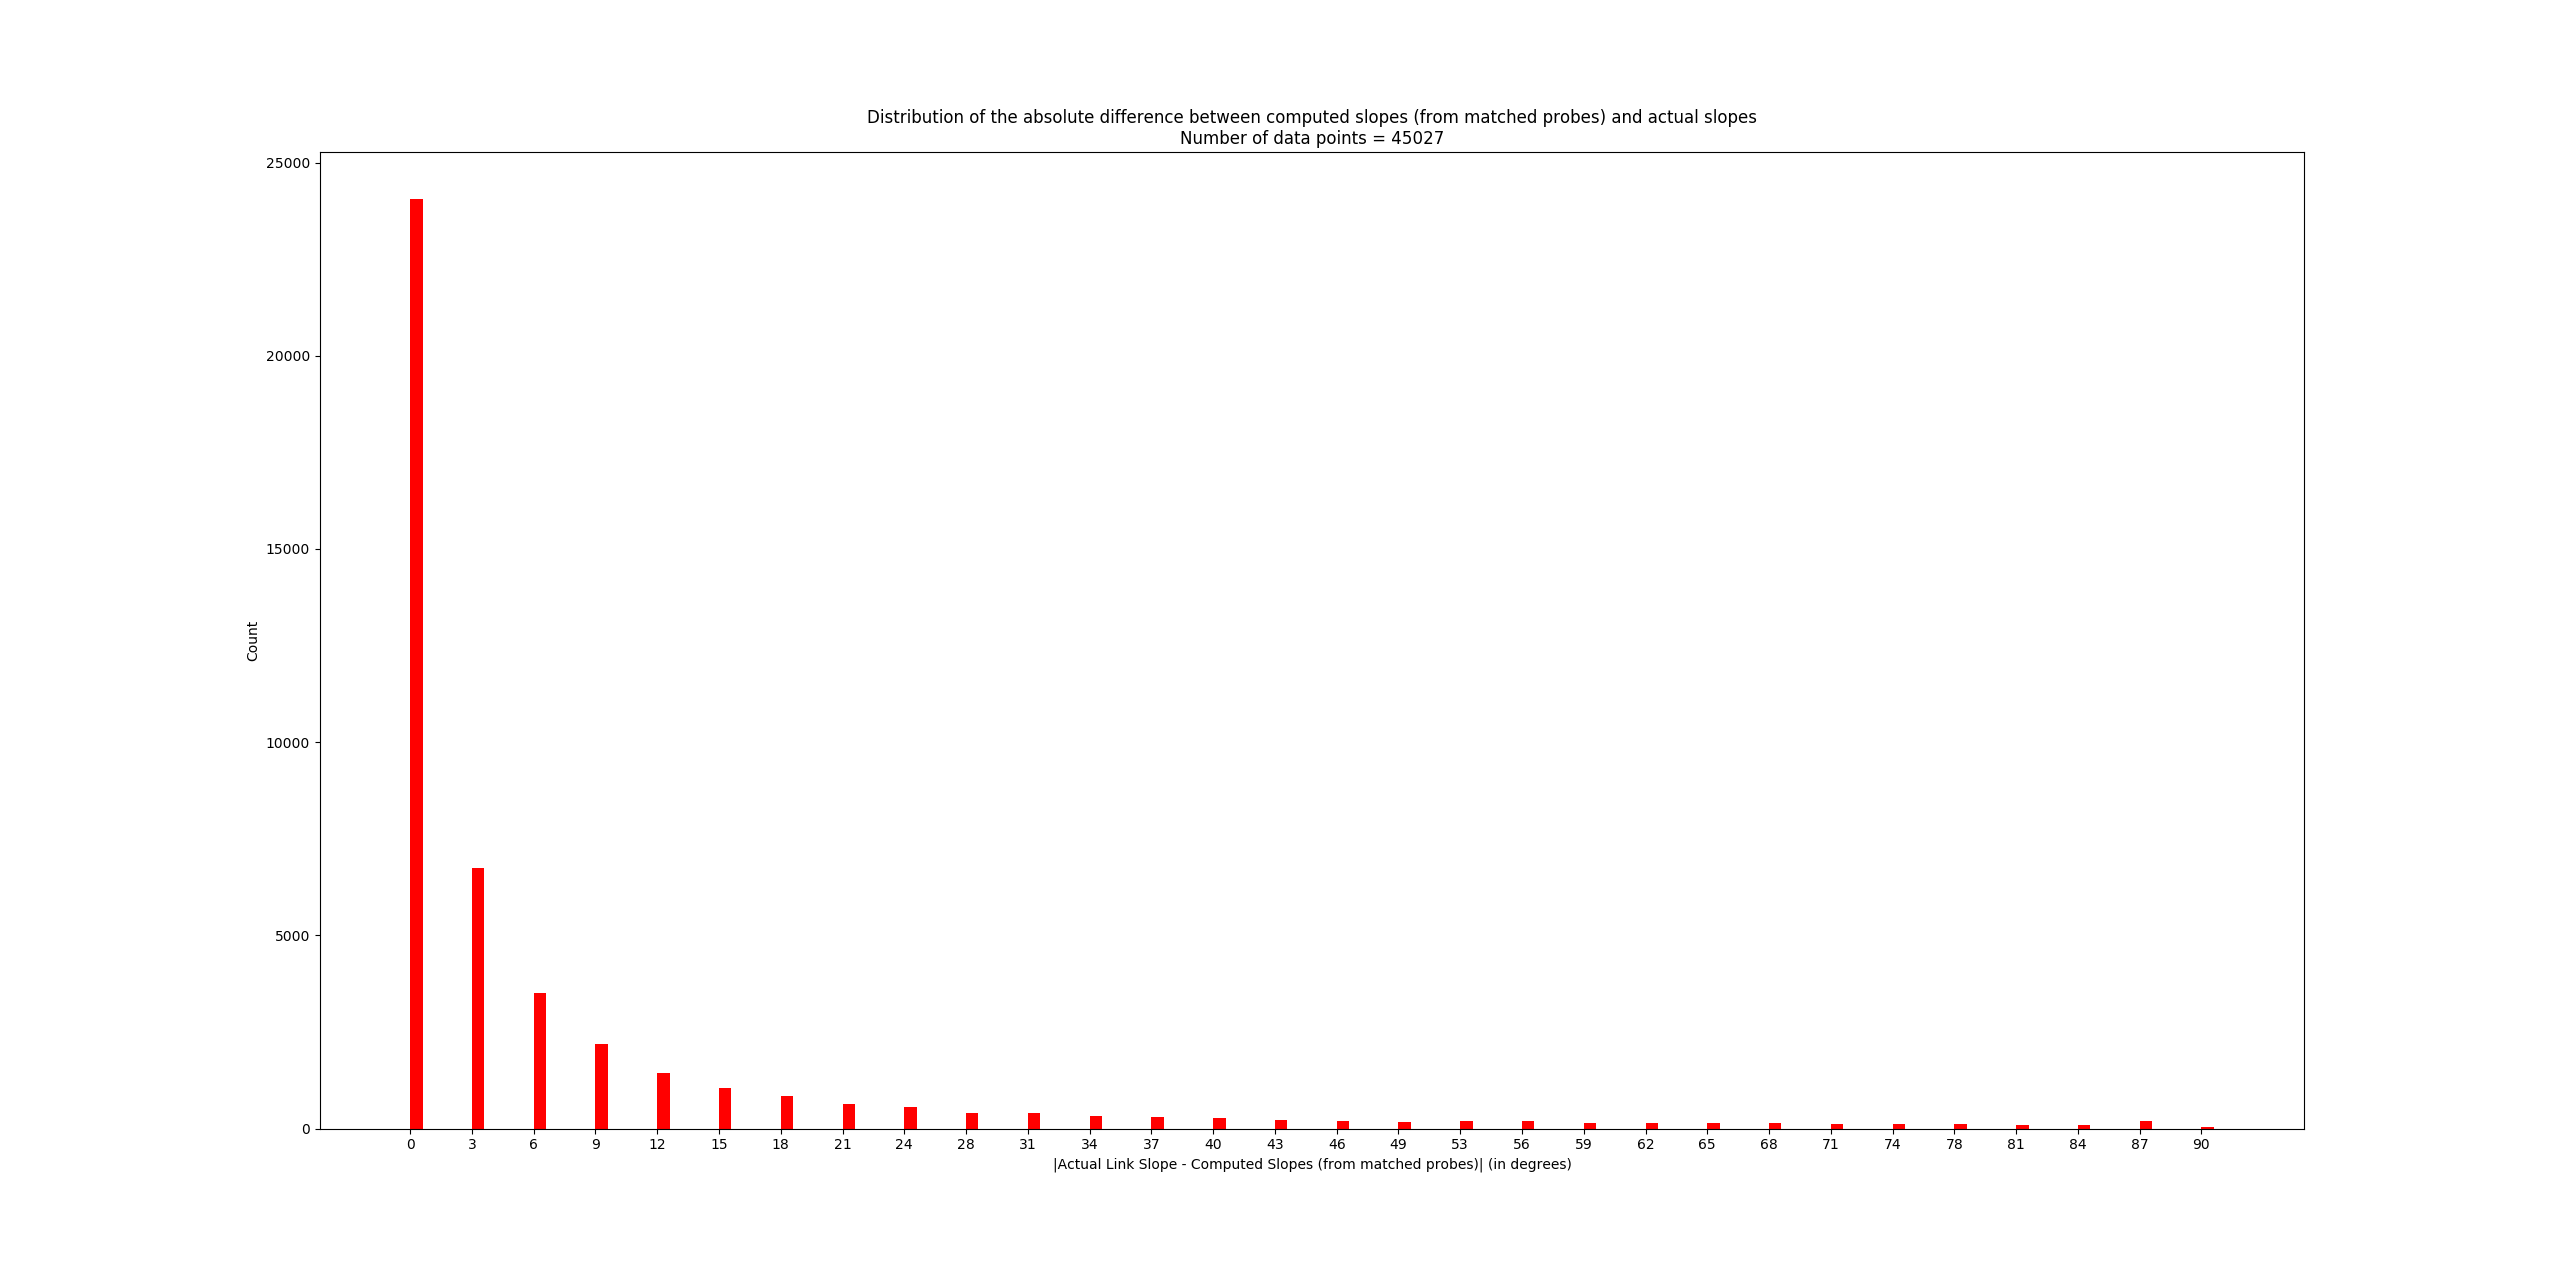 Distribution of the absolute difference between computed slopes (from matched probes) and actual slopes
Number of data points = 45027
25000
20000
15000
10000
5000
0
Count
0 3 6 9 12 15 18 21 24 28 31 34 37 40 43 46 49 53 56 59 62 65 68 71 74 78 81 84 87 90
|Actual Link Slope - Computed Slopes (from matched probes)| (in degrees)